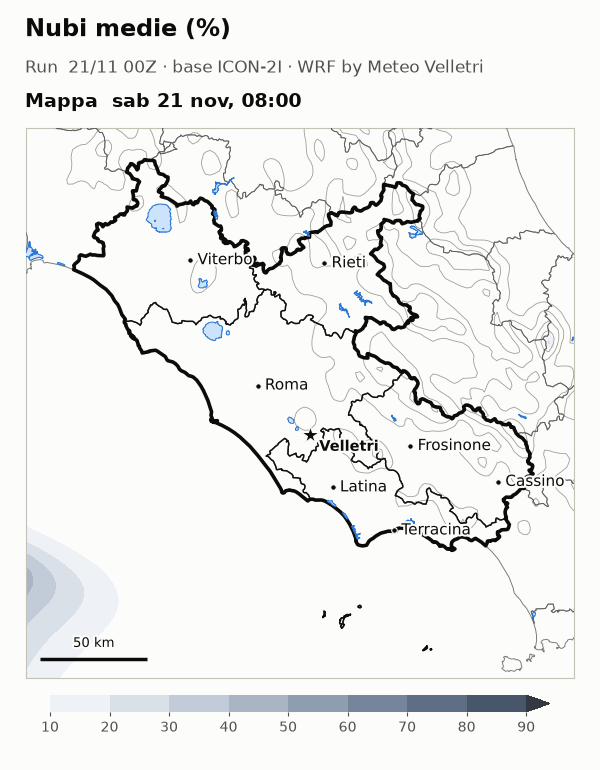 Nubi medie (%)
Run 21/11 00Z · base ICON-2I · WRF by Meteo Velletri
Mappa sab 21 nov, 08:00
Viterbo
Rieti
Roma
Velletri
Frosinone
Latina
Cassino
Terracina
50 km
10 20 30 40 50 60 70 80 90